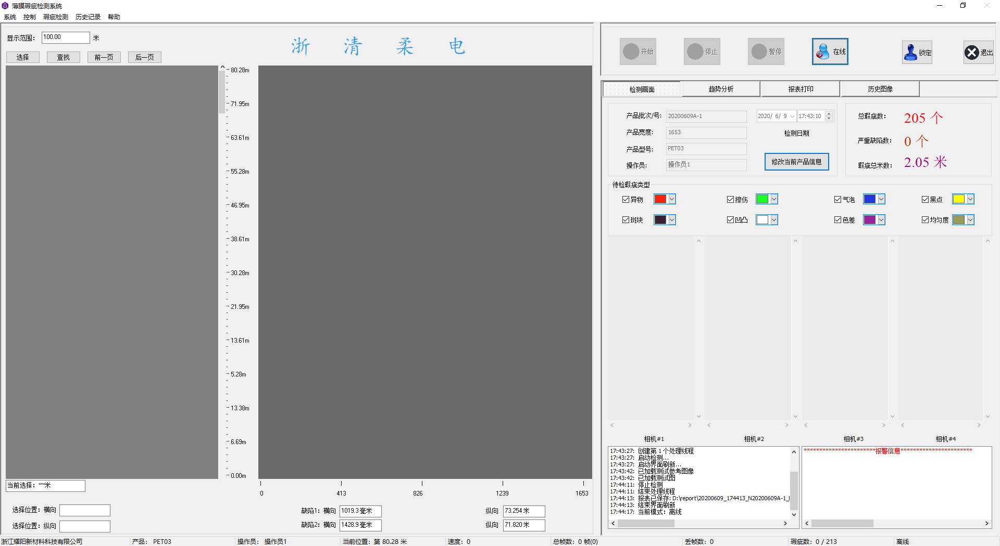 薄膜瑕疵检测系统
系统 控制 瑕疵检测 历史记录 帮助
显示范围： 100.00 米
选择 查找 前一页 后一页
浙 清 柔 电
80.28m
71.95m
63.61m
55.28m
46.95m
38.61m
30.28m
21.95m
13.61m
5.28m
13.38m
6.69m
0.00m
0 413 826 1239 1653
当前选择：***米
选择位置：横向
选择位置：纵向
缺陷1：横向 1019.3毫米 纵向 73.254米
缺陷2：横向 1428.9毫米 纵向 71.820米
开始 停止 暂停 在线 锁定 退出
检测画面 趋势分析 报表打印 历史图像
产品批次/号: 20200609A-1 2020/ 6/ 9 17:43:10
产品宽度: 1653 检测日期
产品型号: PET03
操作员: 操作员1 修改当前产品信息
总瑕疵数: 205 个
严重缺陷数: 0 个
瑕疵总米数: 2.05 米
待检瑕疵类型
异物 擦伤 气泡 黑点
斑块 凹凸 色差 均匀度
相机#1 相机#2 相机#3 相机#4
17:43:27: 创建第 1 个处理线程
17:43:27: 启动检测...
17:43:27: 启动界面刷新...
17:43:42: 已加载测试参考图像
17:43:42: 已加载测试图
17:44:11: 停止检测
17:44:11: 结束处理线程
17:44:13: 报表已保存: D:\report\20200609_174413_N20200609A-1_
17:44:13: 结束界面刷新
17:44:17: 当前模式：离线
***********************报警信息***********************
浙江耀阳新材料科技有限公司 产品： PET03 操作员： 操作员1 当前位置：第 80.28 米 速度：0 总帧数：0 帧(0) 丢帧数：0 瑕疵数：0 / 213 离线